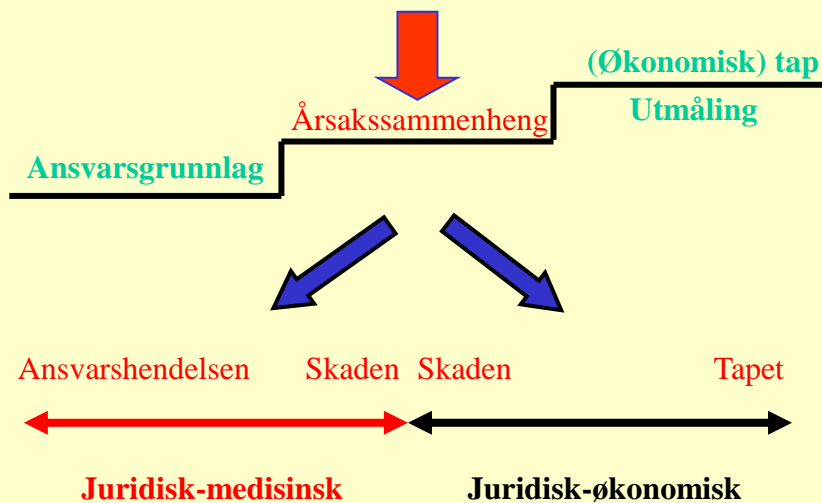 (Økonomisk) tap
Årsakssammenheng
Utmåling
Ansvarsgrunnlag
Ansvarshendelsen Skaden Skaden Tapet
Juridisk-medisinsk Juridisk-økonomisk